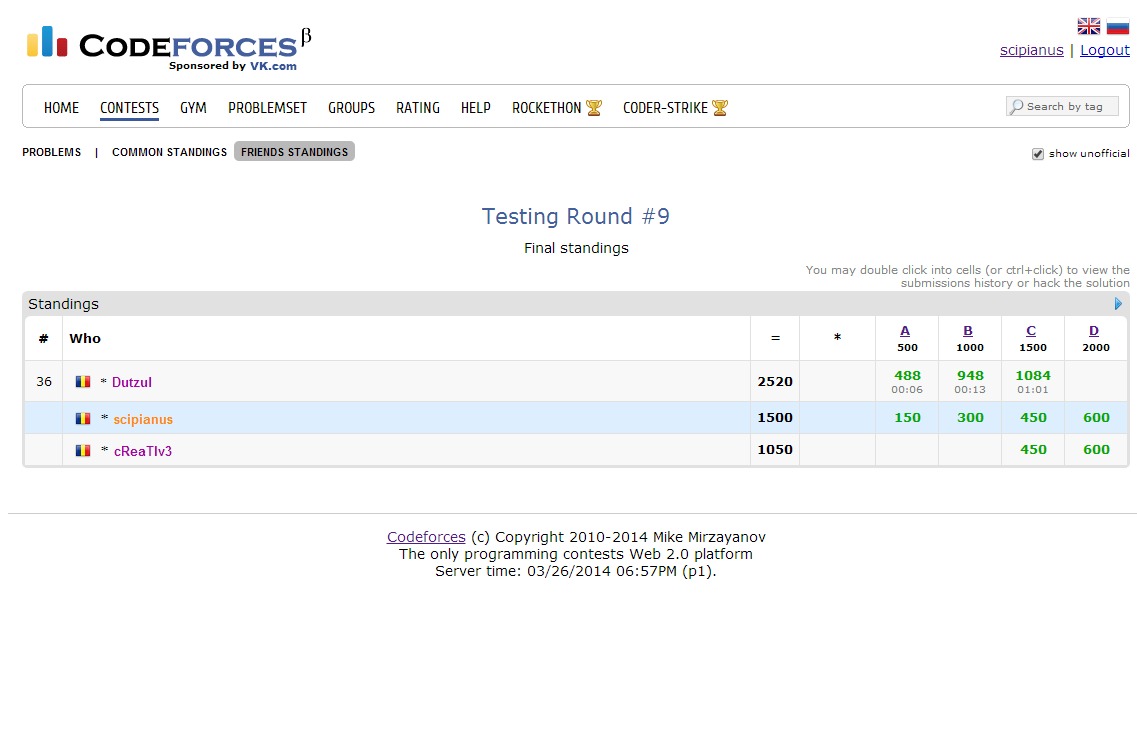 CODEFORCES β
Sponsored by VK.com
scipianus | Logout
HOME CONTESTS GYM PROBLEMSET GROUPS RATING HELP ROCKETHON CODER-STRIKE Search by tag
PROBLEMS | COMMON STANDINGS FRIENDS STANDINGS show unofficial
Testing Round #9
Final standings
You may double click into cells (or ctrl+click) to view the
submissions history or hack the solution
Standings
# Who = * A B C D
500 1000 1500 2000
36 * Dutzul 2520 488 948 1084
00:06 00:13 01:01
* scipianus 1500 150 300 450 600
* cReaTIv3 1050 450 600
Codeforces (c) Copyright 2010-2014 Mike Mirzayanov
The only programming contests Web 2.0 platform
Server time: 03/26/2014 06:57PM (p1).